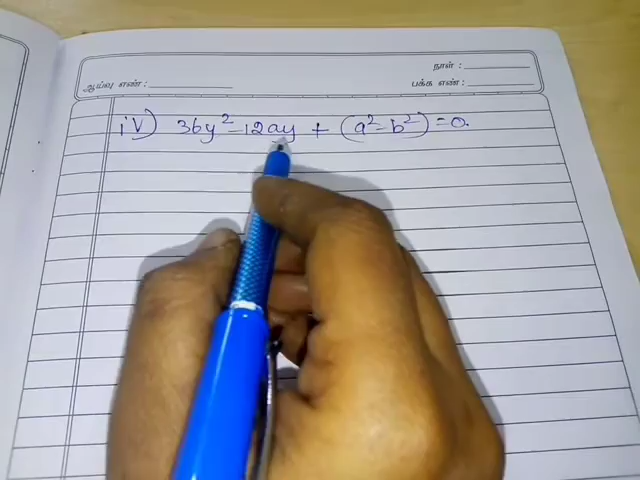 நாள் :
ஆய்வு எண் :
பக்க எண் :
iv) 36y² - 12ay + (a² - b²) = 0.